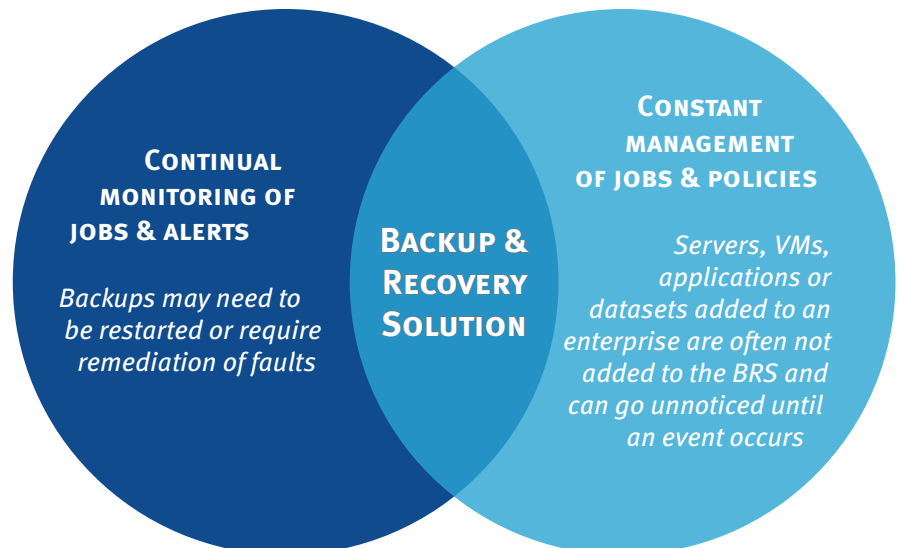 CONTINUAL
MONITORING OF
JOBS & ALERTS
Backups may need to
be restarted or require
remediation of faults
BACKUP &
RECOVERY
SOLUTION
CONSTANT
MANAGEMENT
OF JOBS & POLICIES
Servers, VMs,
applications or
datasets added to an
enterprise are often not
added to the BRS and
can go unnoticed until
an event occurs